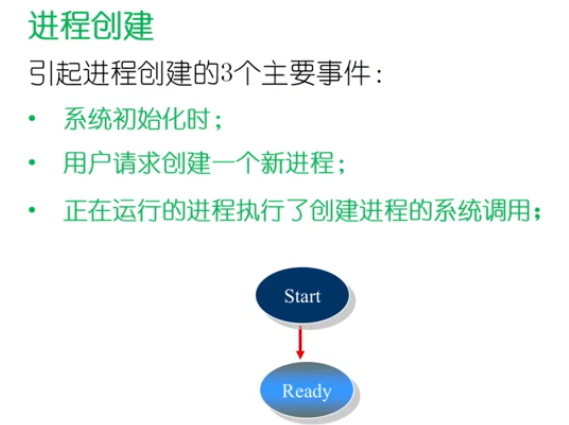 进程创建
引起进程创建的3个主要事件：
• 系统初始化时；
• 用户请求创建一个新进程；
• 正在运行的进程执行了创建进程的系统调用；
Start
Ready